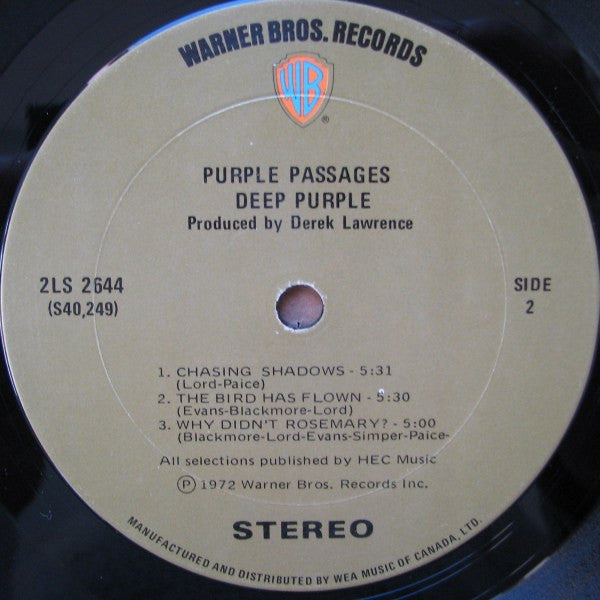 WARNER BROS. RECORDS
WB
®
PURPLE PASSAGES
DEEP PURPLE
Produced by Derek Lawrence
2LS 2644
(S40,249)
SIDE
2
1. CHASING SHADOWS - 5:31
(Lord-Paice)
2. THE BIRD HAS FLOWN - 5:30
(Evans-Blackmore-Lord)
3. WHY DIDN'T ROSEMARY? - 5:00
(Blackmore-Lord-Evans-Simper-Paice-
All selections published by HEC Music
Ⓟ 1972 Warner Bros. Records Inc.
STEREO
MANUFACTURED AND DISTRIBUTED BY WEA MUSIC OF CANADA, LTD.